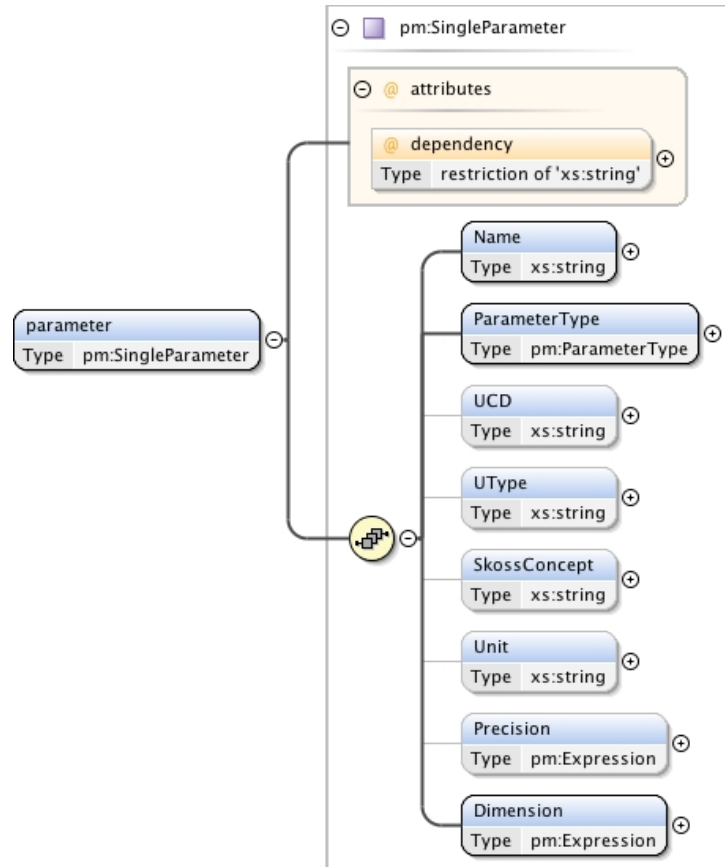 pm:SingleParameter
@ attributes
@ dependency
Type restriction of 'xs:string'
Name
Type xs:string
parameter
Type pm:SingleParameter
ParameterType
Type pm:ParameterType
UCD
Type xs:string
UType
Type xs:string
SkossConcept
Type xs:string
Unit
Type xs:string
Precision
Type pm:Expression
Dimension
Type pm:Expression